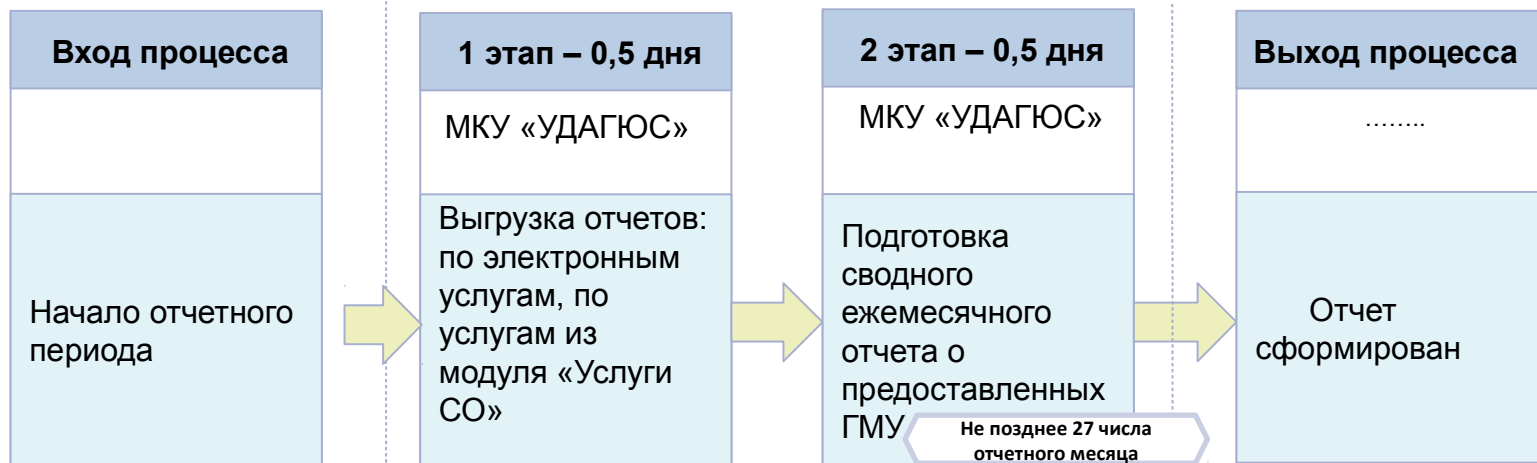 Вход процесса
Начало отчетного
периода
1 этап – 0,5 дня
МКУ «УДАГЮС»
Выгрузка отчетов:
по электронным
услугам, по
услугам из
модуля «Услуги
СО»
2 этап – 0,5 дня
МКУ «УДАГЮС»
Подготовка
сводного
ежемесячного
отчета о
предоставленных
ГМУ
Не позднее 27 числа
отчетного месяца
Выход процесса
........
Отчет
сформирован